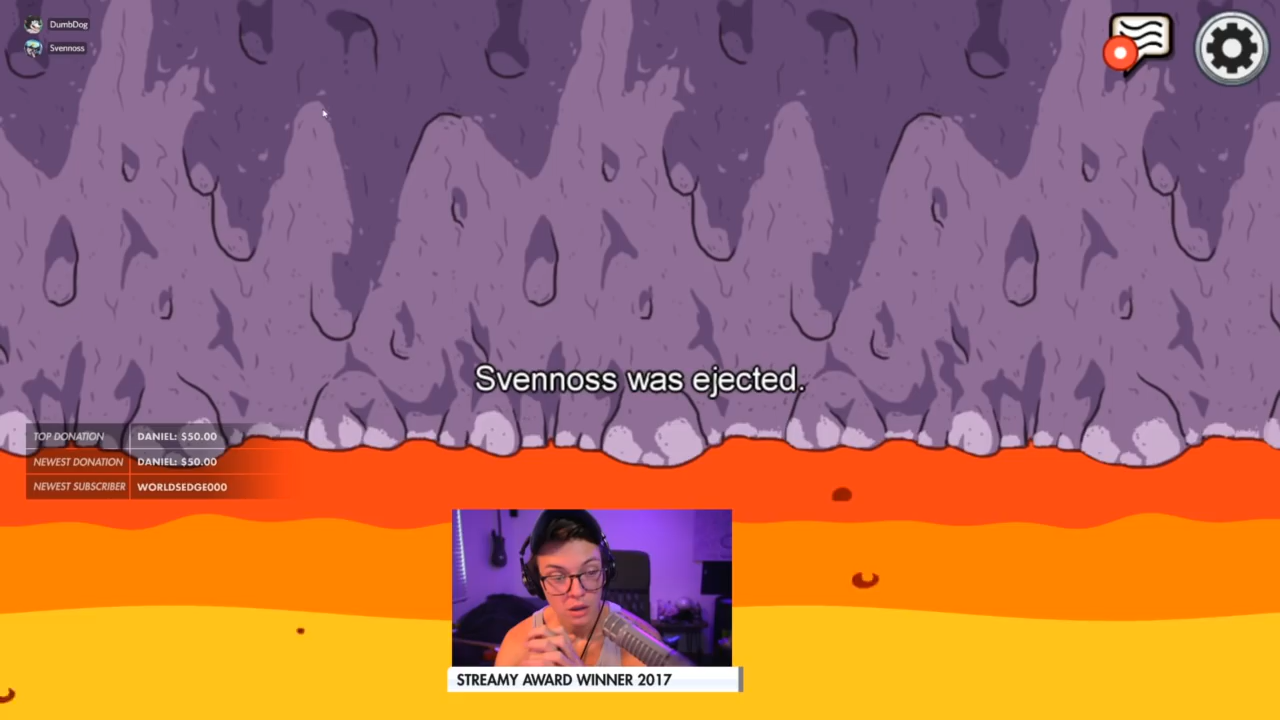 DumbDog
Svennoss
Svennoss was ejected.
TOP DONATION DANIEL: $50.00
NEWEST DONATION DANIEL: $50.00
NEWEST SUBSCRIBER WORLDSEDGE000
STREAMY AWARD WINNER 2017